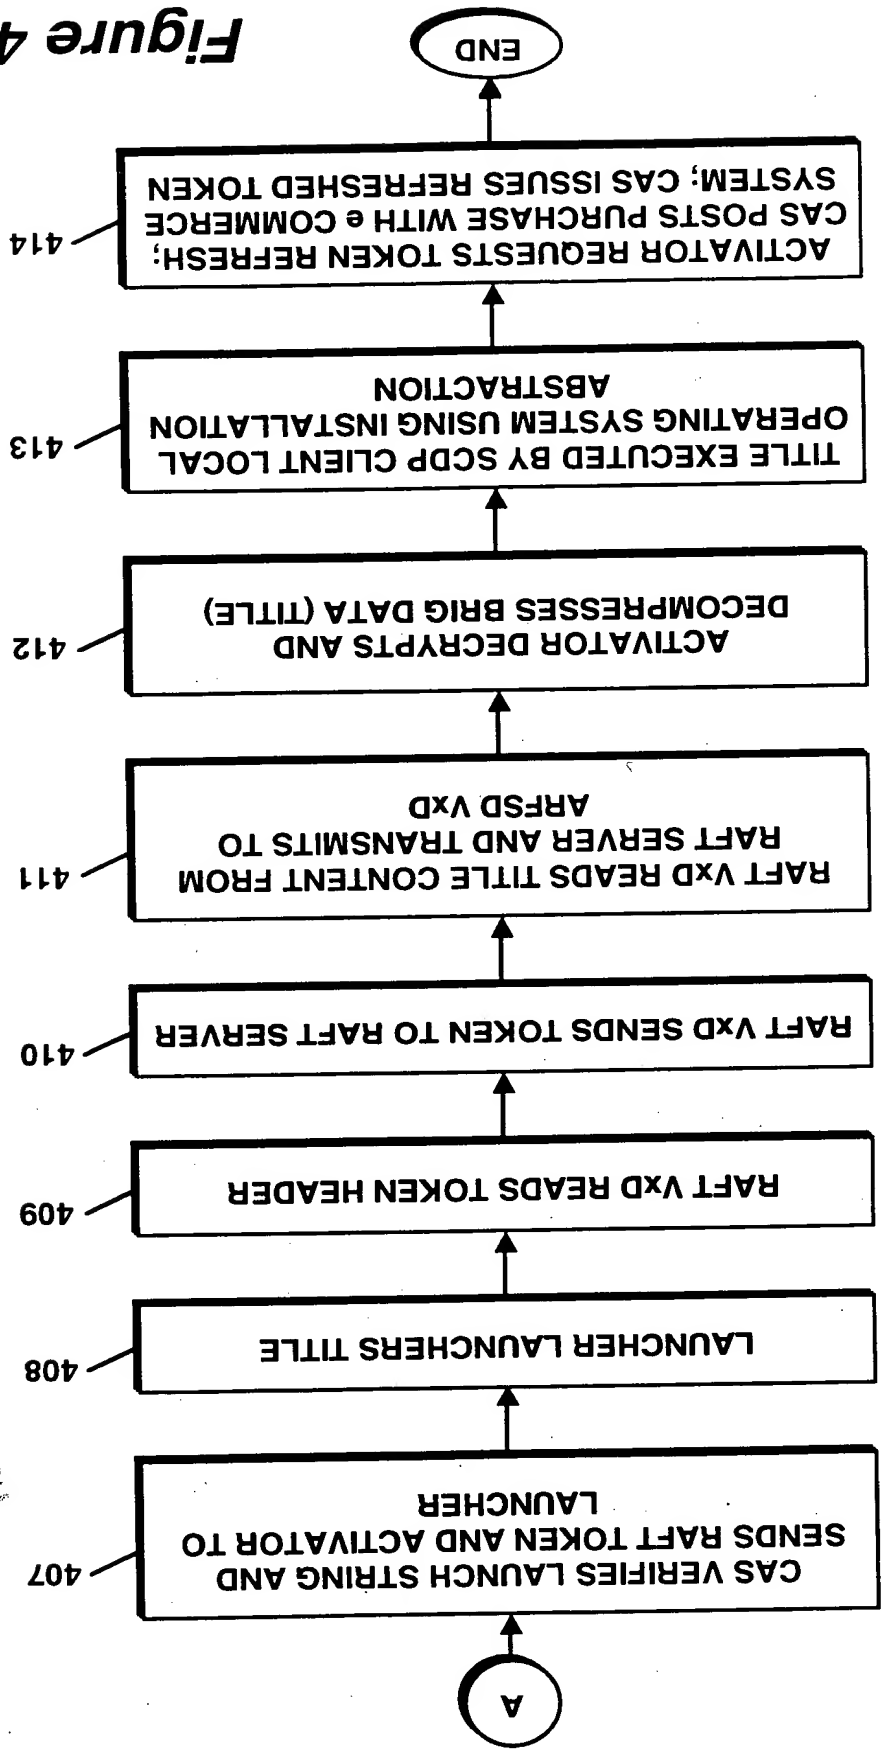 A
407
CAS VERIFIES LAUNCH STRING AND
SENDS RAFT TOKEN AND ACTIVATOR TO
LAUNCHER
408
LAUNCHER LAUNCHERS TITLE
409
RAFT VxD READS TOKEN HEADER
410
RAFT VxD SENDS TOKEN TO RAFT SERVER
411
RAFT VxD READS TITLE CONTENT FROM
RAFT SERVER AND TRANSMITS TO
ARFSD VxD
412
ACTIVATOR DECRYPTS AND
DECOMPRESSES BRIG DATA (TITLE)
413
TITLE EXECUTED BY SCDP CLIENT LOCAL
OPERATING SYSTEM USING INSTALLATION
ABSTRACTION
414
ACTIVATOR REQUESTS TOKEN REFRESH;
CAS POSTS PURCHASE WITH e COMMERCE
SYSTEM; CAS ISSUES REFRESHED TOKEN
END
Figure 4